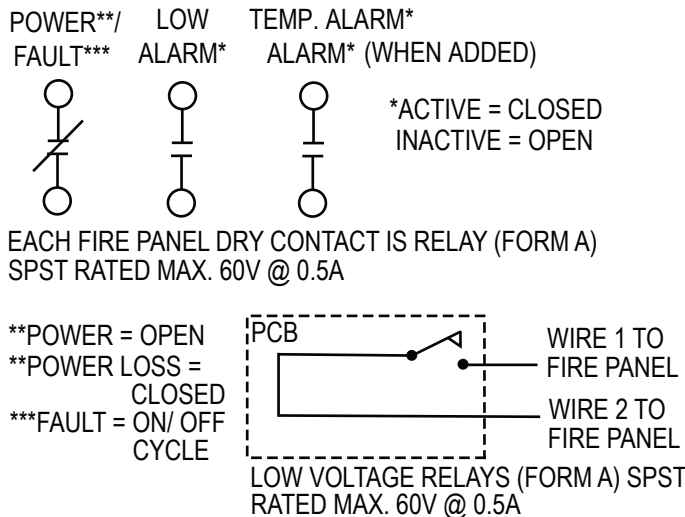 POWER**/ LOW TEMP. ALARM*
FAULT*** ALARM* ALARM* (WHEN ADDED)
*ACTIVE = CLOSED
INACTIVE = OPEN
EACH FIRE PANEL DRY CONTACT IS RELAY (FORM A)
SPST RATED MAX. 60V @ 0.5A
**POWER = OPEN
**POWER LOSS =
CLOSED
***FAULT = ON/ OFF
CYCLE
PCB
WIRE 1 TO
FIRE PANEL
WIRE 2 TO
FIRE PANEL
LOW VOLTAGE RELAYS (FORM A) SPST
RATED MAX. 60V @ 0.5A